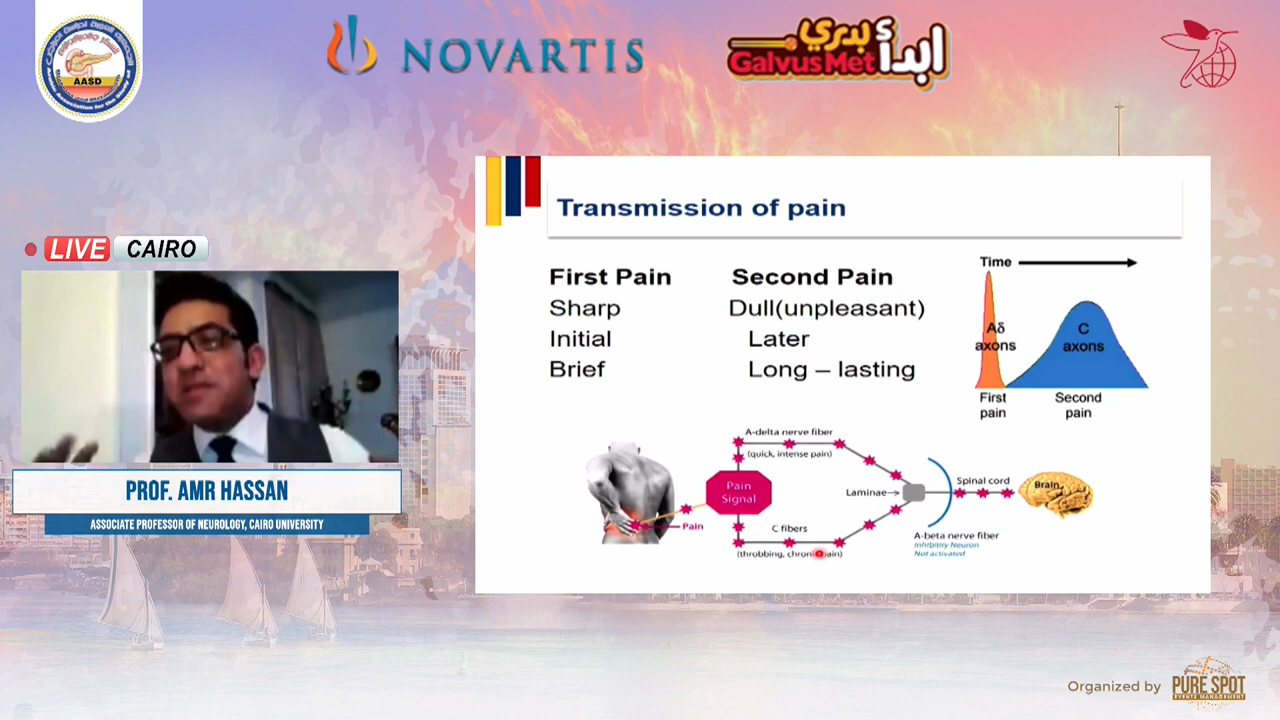 AASD
NOVARTIS
ابدأ بدري
GalvusMet
LIVE CAIRO
PROF. AMR HASSAN
ASSOCIATE PROFESSOR OF NEUROLOGY, CAIRO UNIVERSITY
Transmission of pain
First Pain Second Pain
Sharp Dull(unpleasant)
Initial Later
Brief Long – lasting
Time
Aδ
axons
C
axons
First
pain
Second
pain
A-delta nerve fiber
(quick, intense pain)
Pain
Signal
Pain
C fibers
(throbbing, chronic pain)
Laminae
Spinal cord
Brain
A-beta nerve fiber
Inhibitiry Neuron
Not activated
Organized by PURE SPOT
EVENTS MANAGEMENT